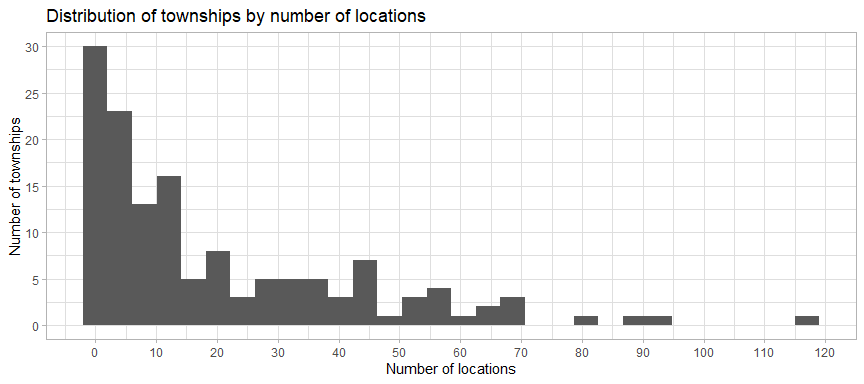 Distribution of townships by number of locations
Number of townships
30
25
20
15
10
5
0
0 10 20 30 40 50 60 70 80 90 100 110 120
Number of locations